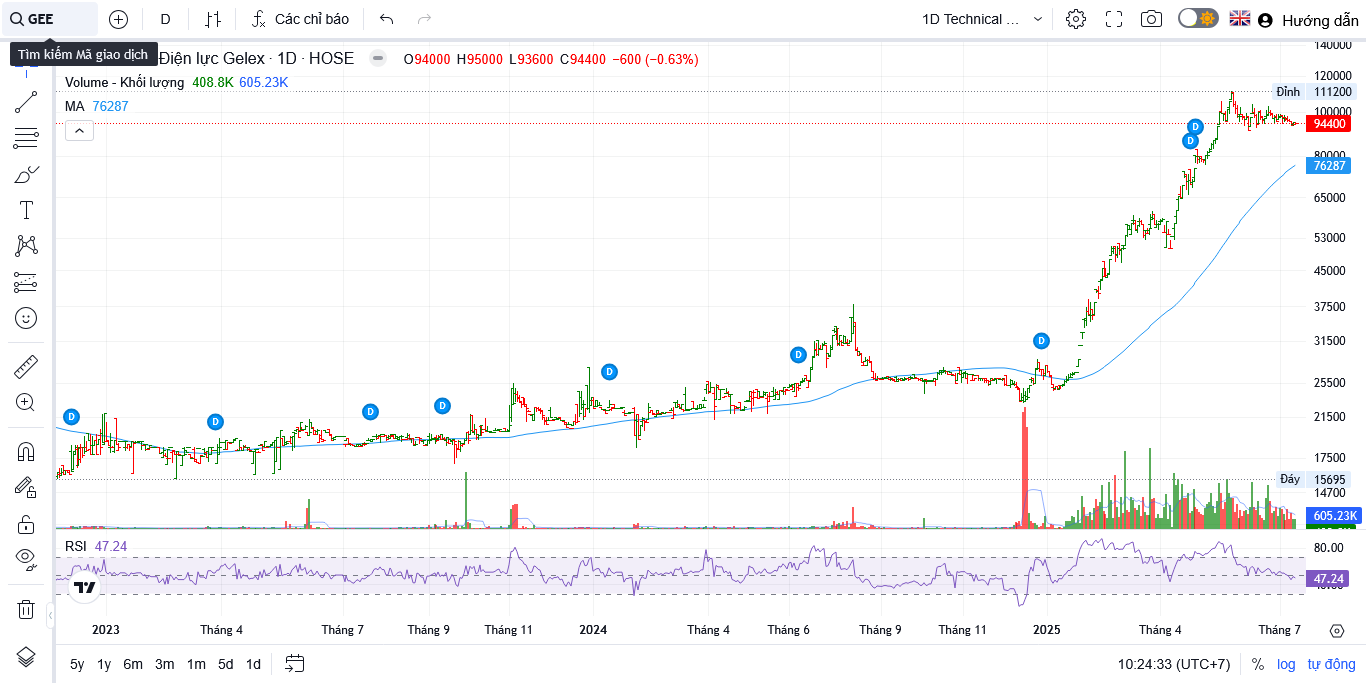 GEE
D
Các chỉ báo
1D Technical ...
Hướng dẫn
Tìm kiếm Mã giao dịch
Điện lực Gelex · 1D · HOSE
O94000 H95000 L93600 C94400 −600 (−0.63%)
Volume - Khối lượng 408.8K 605.23K
MA 76287
140000
120000
Đỉnh 111200
100000
94400
80000
76287
65000
53000
45000
37500
31500
25500
21500
17500
Đáy 15695
14700
605.23K
D
D
D
D
D
D
D
D
D
RSI 47.24
80.00
47.24
2023 Tháng 4 Tháng 7 Tháng 9 Tháng 11 2024 Tháng 4 Tháng 6 Tháng 9 Tháng 11 2025 Tháng 4 Tháng 7
5y 1y 6m 3m 1m 5d 1d
10:24:33 (UTC+7) % log tự động